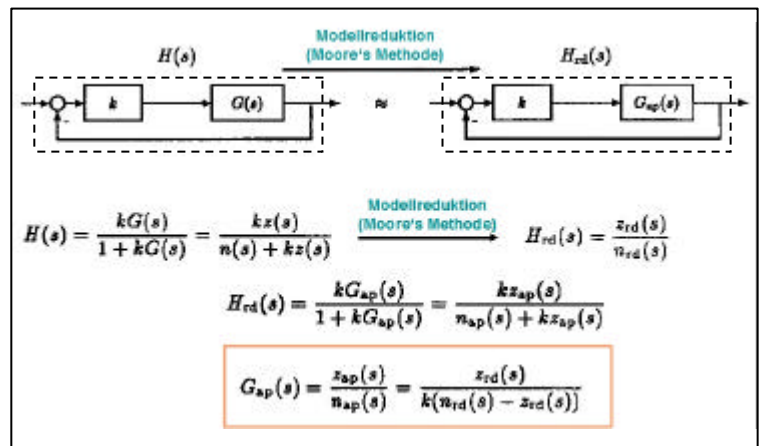 Modellreduktion
(Moore's Methode)
H(s)
H_rd(s)
k
G(s)
≈
k
G_ap(s)
-
-
Modellreduktion
(Moore's Methode)
H(s) = kG(s) / (1 + kG(s)) = kz(s) / (n(s) + kz(s))
H_rd(s) = z_rd(s) / n_rd(s)
H_rd(s) = kG_ap(s) / (1 + kG_ap(s)) = kz_ap(s) / (n_ap(s) + kz_ap(s))
G_ap(s) = z_ap(s) / n_ap(s) = z_rd(s) / k(n_rd(s) − z_rd(s))